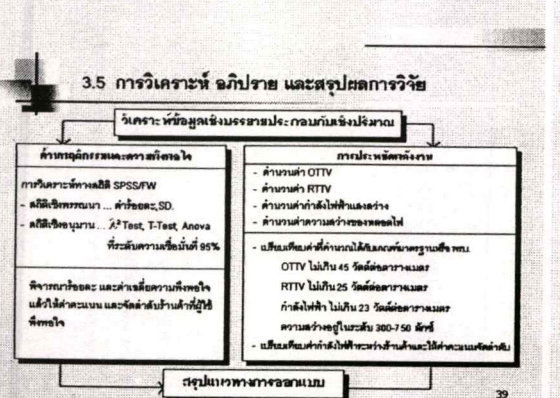 3.5 การวิเคราะห์ อภิปราย และสรุปผลการวิจัย
วิเคราะห์ข้อมูลเชิงบรรยายประกอบกับเชิงปริมาณ
ด้านพฤติกรรมและความพึงพอใจ
การวิเคราะห์ทางสถิติ SPSS/FW
- สถิติเชิงพรรณนา ... ค่าร้อยละ, SD.
- สถิติเชิงอนุมาน ... λ² Test, T-Test, Anova
ที่ระดับความเชื่อมั่นที่ 95%
พิจารณาร้อยละ และค่าเฉลี่ยความพึงพอใจ
แล้วให้ค่าคะแนน และจัดลำดับร้านค้าที่ผู้ใช้
พึงพอใจ
การประหยัดพลังงาน
- คำนวนค่า OTTV
- คำนวนค่า RTTV
- คำนวนค่ากำลังไฟฟ้าแสงสว่าง
- คำนวนค่าความสว่างของหลอดไฟ
- เปรียบเทียบค่าที่คำนวณได้กับเกณฑ์มาตรฐานหรือ พรบ.
OTTV ไม่เกิน 45 วัตต์ต่อตารางเมตร
RTTV ไม่เกิน 25 วัตต์ต่อตารางเมตร
กำลังไฟฟ้า ไม่เกิน 23 วัตต์ต่อตารางเมตร
ความสว่างอยู่ในระดับ 300-750 ลักซ์
- เปรียบเทียบค่ากำลังไฟฟ้าระหว่างร้านค้าและให้ค่าคะแนนจัดลำดับ
สรุปแนวทางการออกแบบ
39